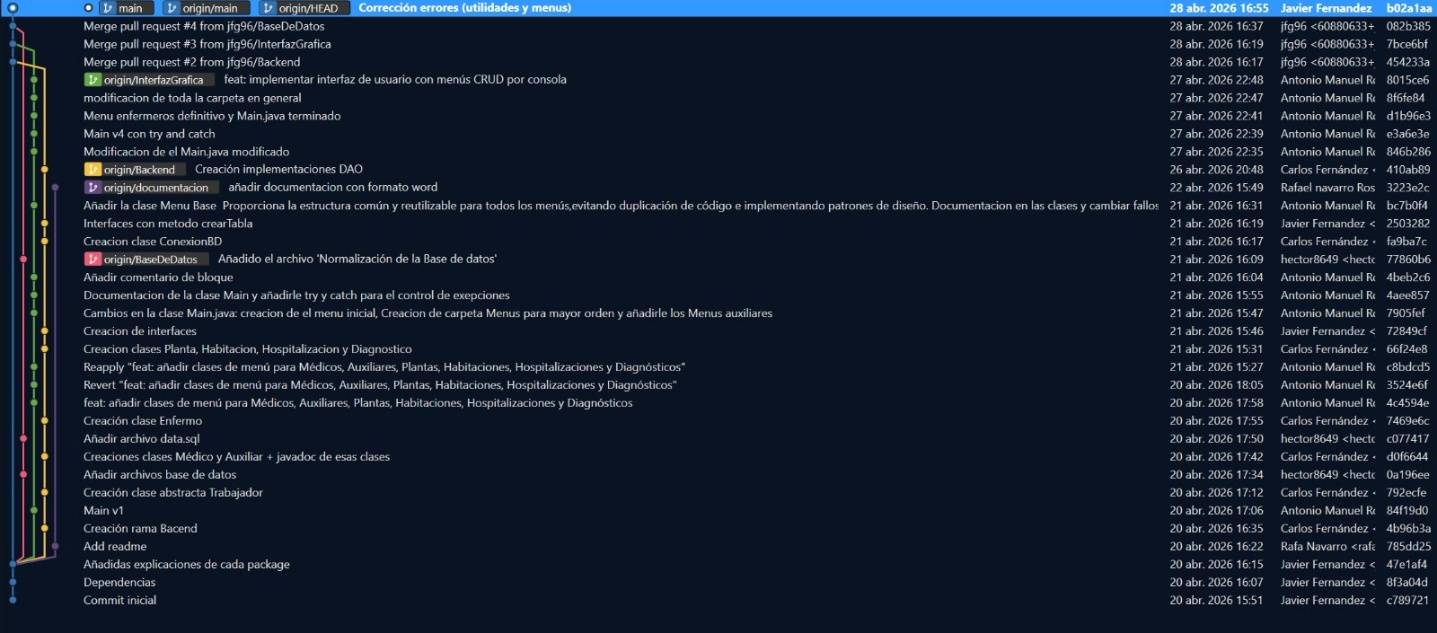 main origin/main origin/HEAD Corrección errores (utilidades y menus) 28 abr. 2026 16:55 Javier Fernandez b02a1aa
Merge pull request #4 from jfg96/BaseDeDatos 28 abr. 2026 16:37 jfg96 <60880633+ 082b385
Merge pull request #3 from jfg96/InterfazGrafica 28 abr. 2026 16:19 jfg96 <60880633+ 7bce6bf
Merge pull request #2 from jfg96/Backend 28 abr. 2026 16:17 jfg96 <60880633+ 454233a
origin/InterfazGrafica feat: implementar interfaz de usuario con menús CRUD por consola 27 abr. 2026 22:48 Antonio Manuel Ro 8015ce6
modificacion de toda la carpeta en general 27 abr. 2026 22:47 Antonio Manuel Ro 8f6fe84
Menu enfermeros definitivo y Main.java terminado 27 abr. 2026 22:41 Antonio Manuel Ro d1b96e3
Main v4 con try and catch 27 abr. 2026 22:39 Antonio Manuel Ro e3a6e3e
Modificacion de el Main.java modificado 27 abr. 2026 22:35 Antonio Manuel Ro 846b286
origin/Backend Creación implementaciones DAO 26 abr. 2026 20:48 Carlos Fernández < 410ab89
origin/documentacion añadir documentacion con formato word 22 abr. 2026 15:49 Rafael navarro Ros 3223e2c
Añadir la clase Menu Base Proporciona la estructura común y reutilizable para todos los menús,evitando duplicación de código e implementando patrones de diseño. Documentacion en las clases y cambiar fallos 21 abr. 2026 16:31 Antonio Manuel Ro bc7b0f4
Interfaces con metodo crearTabla 21 abr. 2026 16:19 Javier Fernandez < 2503282
Creacion clase ConexionBD 21 abr. 2026 16:17 Carlos Fernández < fa9ba7c
origin/BaseDeDatos Añadido el archivo 'Normalización de la Base de datos' 21 abr. 2026 16:09 hector8649 <hectc 77860b6
Añadir comentario de bloque 21 abr. 2026 16:04 Antonio Manuel Ro 4beb2c6
Documentacion de la clase Main y añadirle try y catch para el control de exepciones 21 abr. 2026 15:55 Antonio Manuel Ro 4aee857
Cambios en la clase Main.java: creacion de el menu inicial, Creacion de carpeta Menus para mayor orden y añadirle los Menus auxiliares 21 abr. 2026 15:47 Antonio Manuel Ro 7905fef
Creacion de interfaces 21 abr. 2026 15:46 Javier Fernandez < 72849cf
Creacion clases Planta, Habitacion, Hospitalizacion y Diagnostico 21 abr. 2026 15:31 Carlos Fernández < 66f24e8
Reapply "feat: añadir clases de menú para Médicos, Auxiliares, Plantas, Habitaciones, Hospitalizaciones y Diagnósticos" 21 abr. 2026 15:27 Antonio Manuel Ro c8bdcd5
Revert "feat: añadir clases de menú para Médicos, Auxiliares, Plantas, Habitaciones, Hospitalizaciones y Diagnósticos" 20 abr. 2026 18:05 Antonio Manuel Ro 3524e6f
feat: añadir clases de menú para Médicos, Auxiliares, Plantas, Habitaciones, Hospitalizaciones y Diagnósticos 20 abr. 2026 17:58 Antonio Manuel Ro 4c4594e
Creación clase Enfermo 20 abr. 2026 17:55 Carlos Fernández < 7469e6c
Añadir archivo data.sql 20 abr. 2026 17:50 hector8649 <hectc c077417
Creaciones clases Médico y Auxiliar + javadoc de esas clases 20 abr. 2026 17:42 Carlos Fernández < d0f6644
Añadir archivos base de datos 20 abr. 2026 17:34 hector8649 <hectc 0a196ee
Creación clase abstracta Trabajador 20 abr. 2026 17:12 Carlos Fernández < 792ecfe
Main v1 20 abr. 2026 17:06 Antonio Manuel Ro 84f19d0
Creación rama Bacend 20 abr. 2026 16:35 Carlos Fernández < 4b96b3a
Add readme 20 abr. 2026 16:22 Rafa Navarro <rafa 785dd25
Añadidas explicaciones de cada package 20 abr. 2026 16:15 Javier Fernandez < 47e1af4
Dependencias 20 abr. 2026 16:07 Javier Fernandez < 8f3a04d
Commit inicial 20 abr. 2026 15:51 Javier Fernandez < c789721